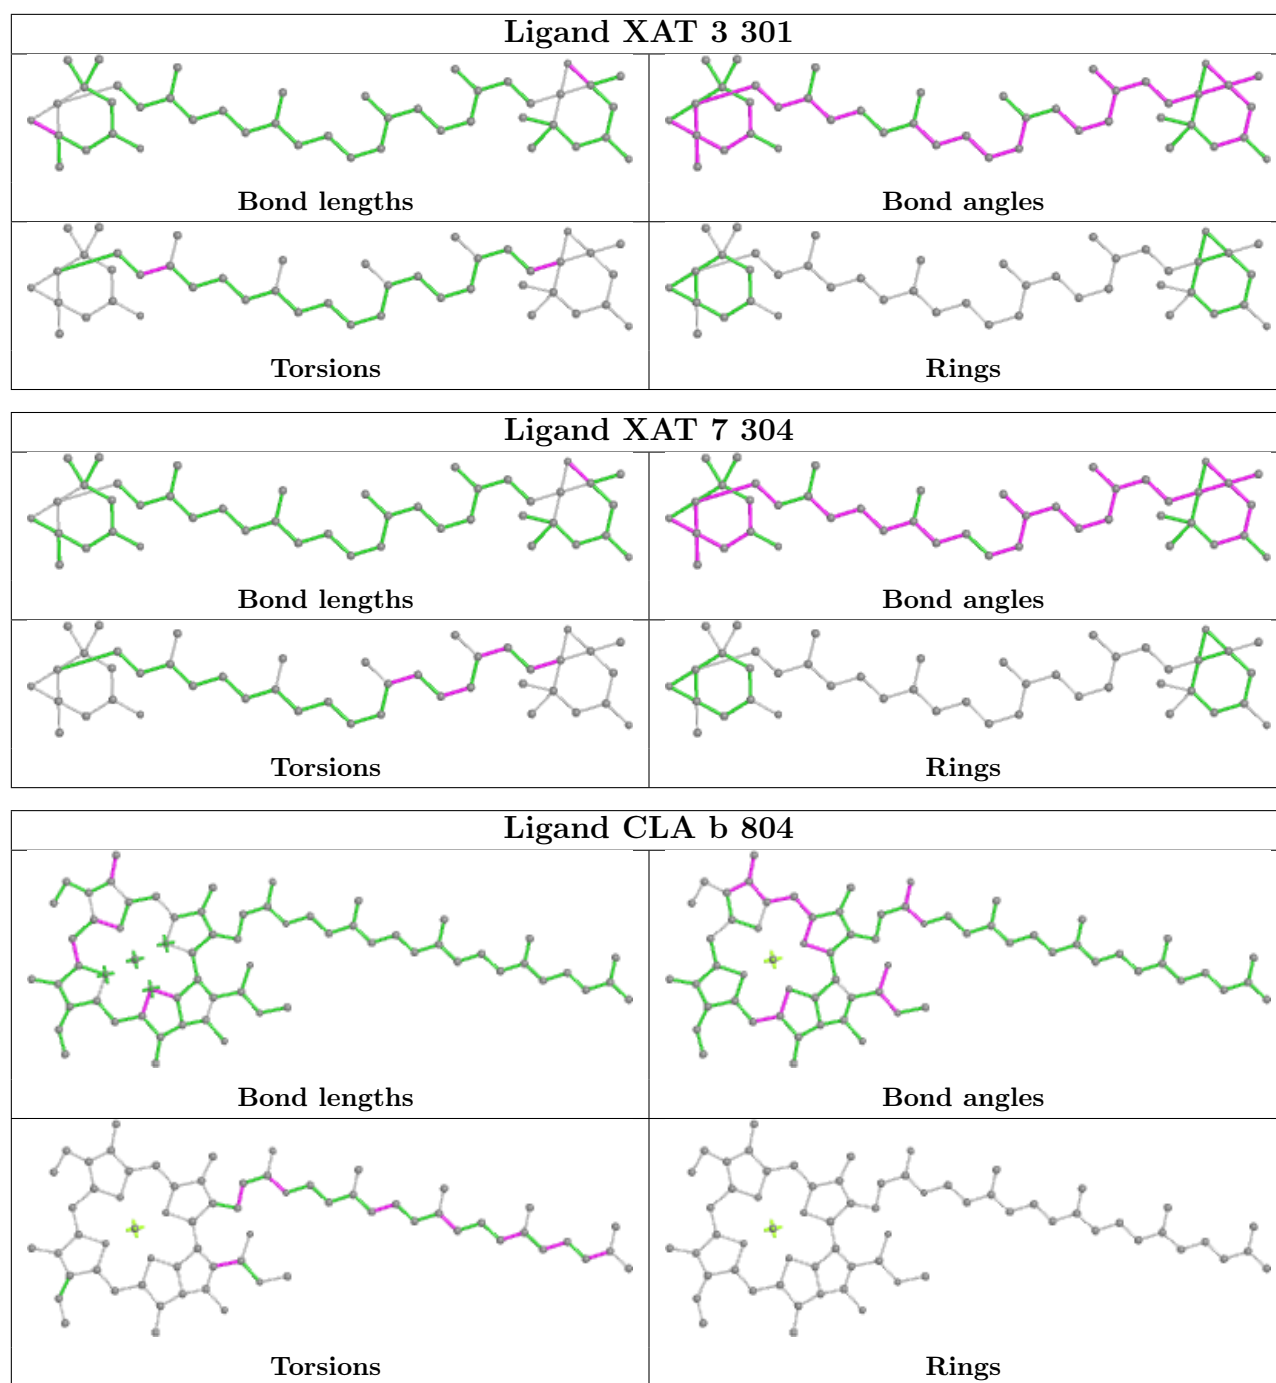 Ligand XAT 3 301
Bond lengths
Bond angles
Torsions
Rings
Ligand XAT 7 304
Bond lengths
Bond angles
Torsions
Rings
Ligand CLA b 804
Bond lengths
Bond angles
Torsions
Rings